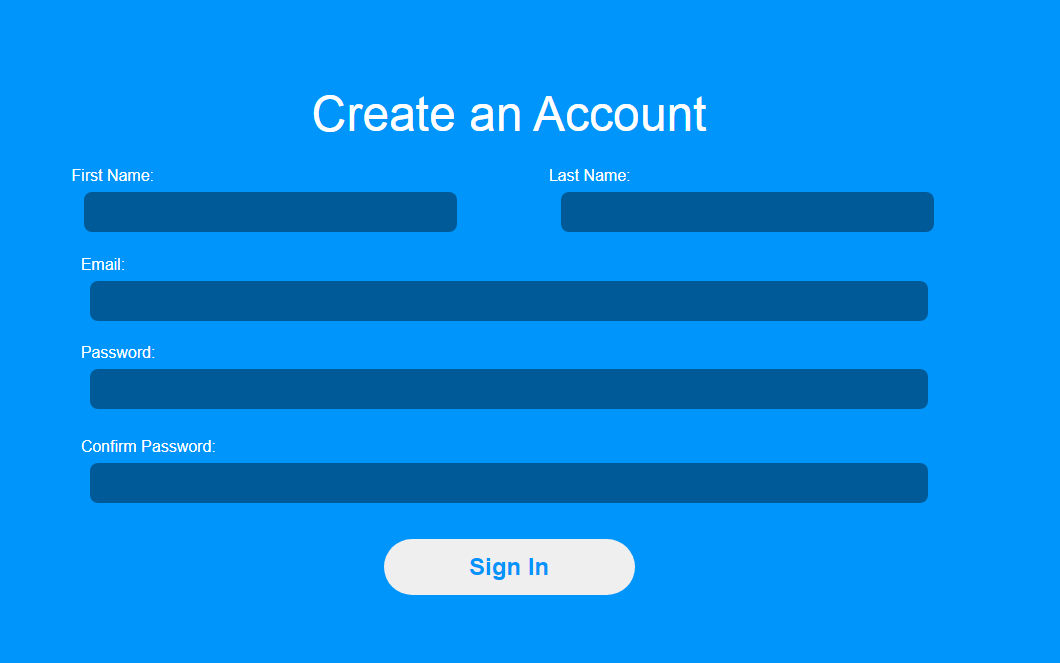 Create an Account
First Name:
Last Name:
Email:
Password:
Confirm Password:
Sign In